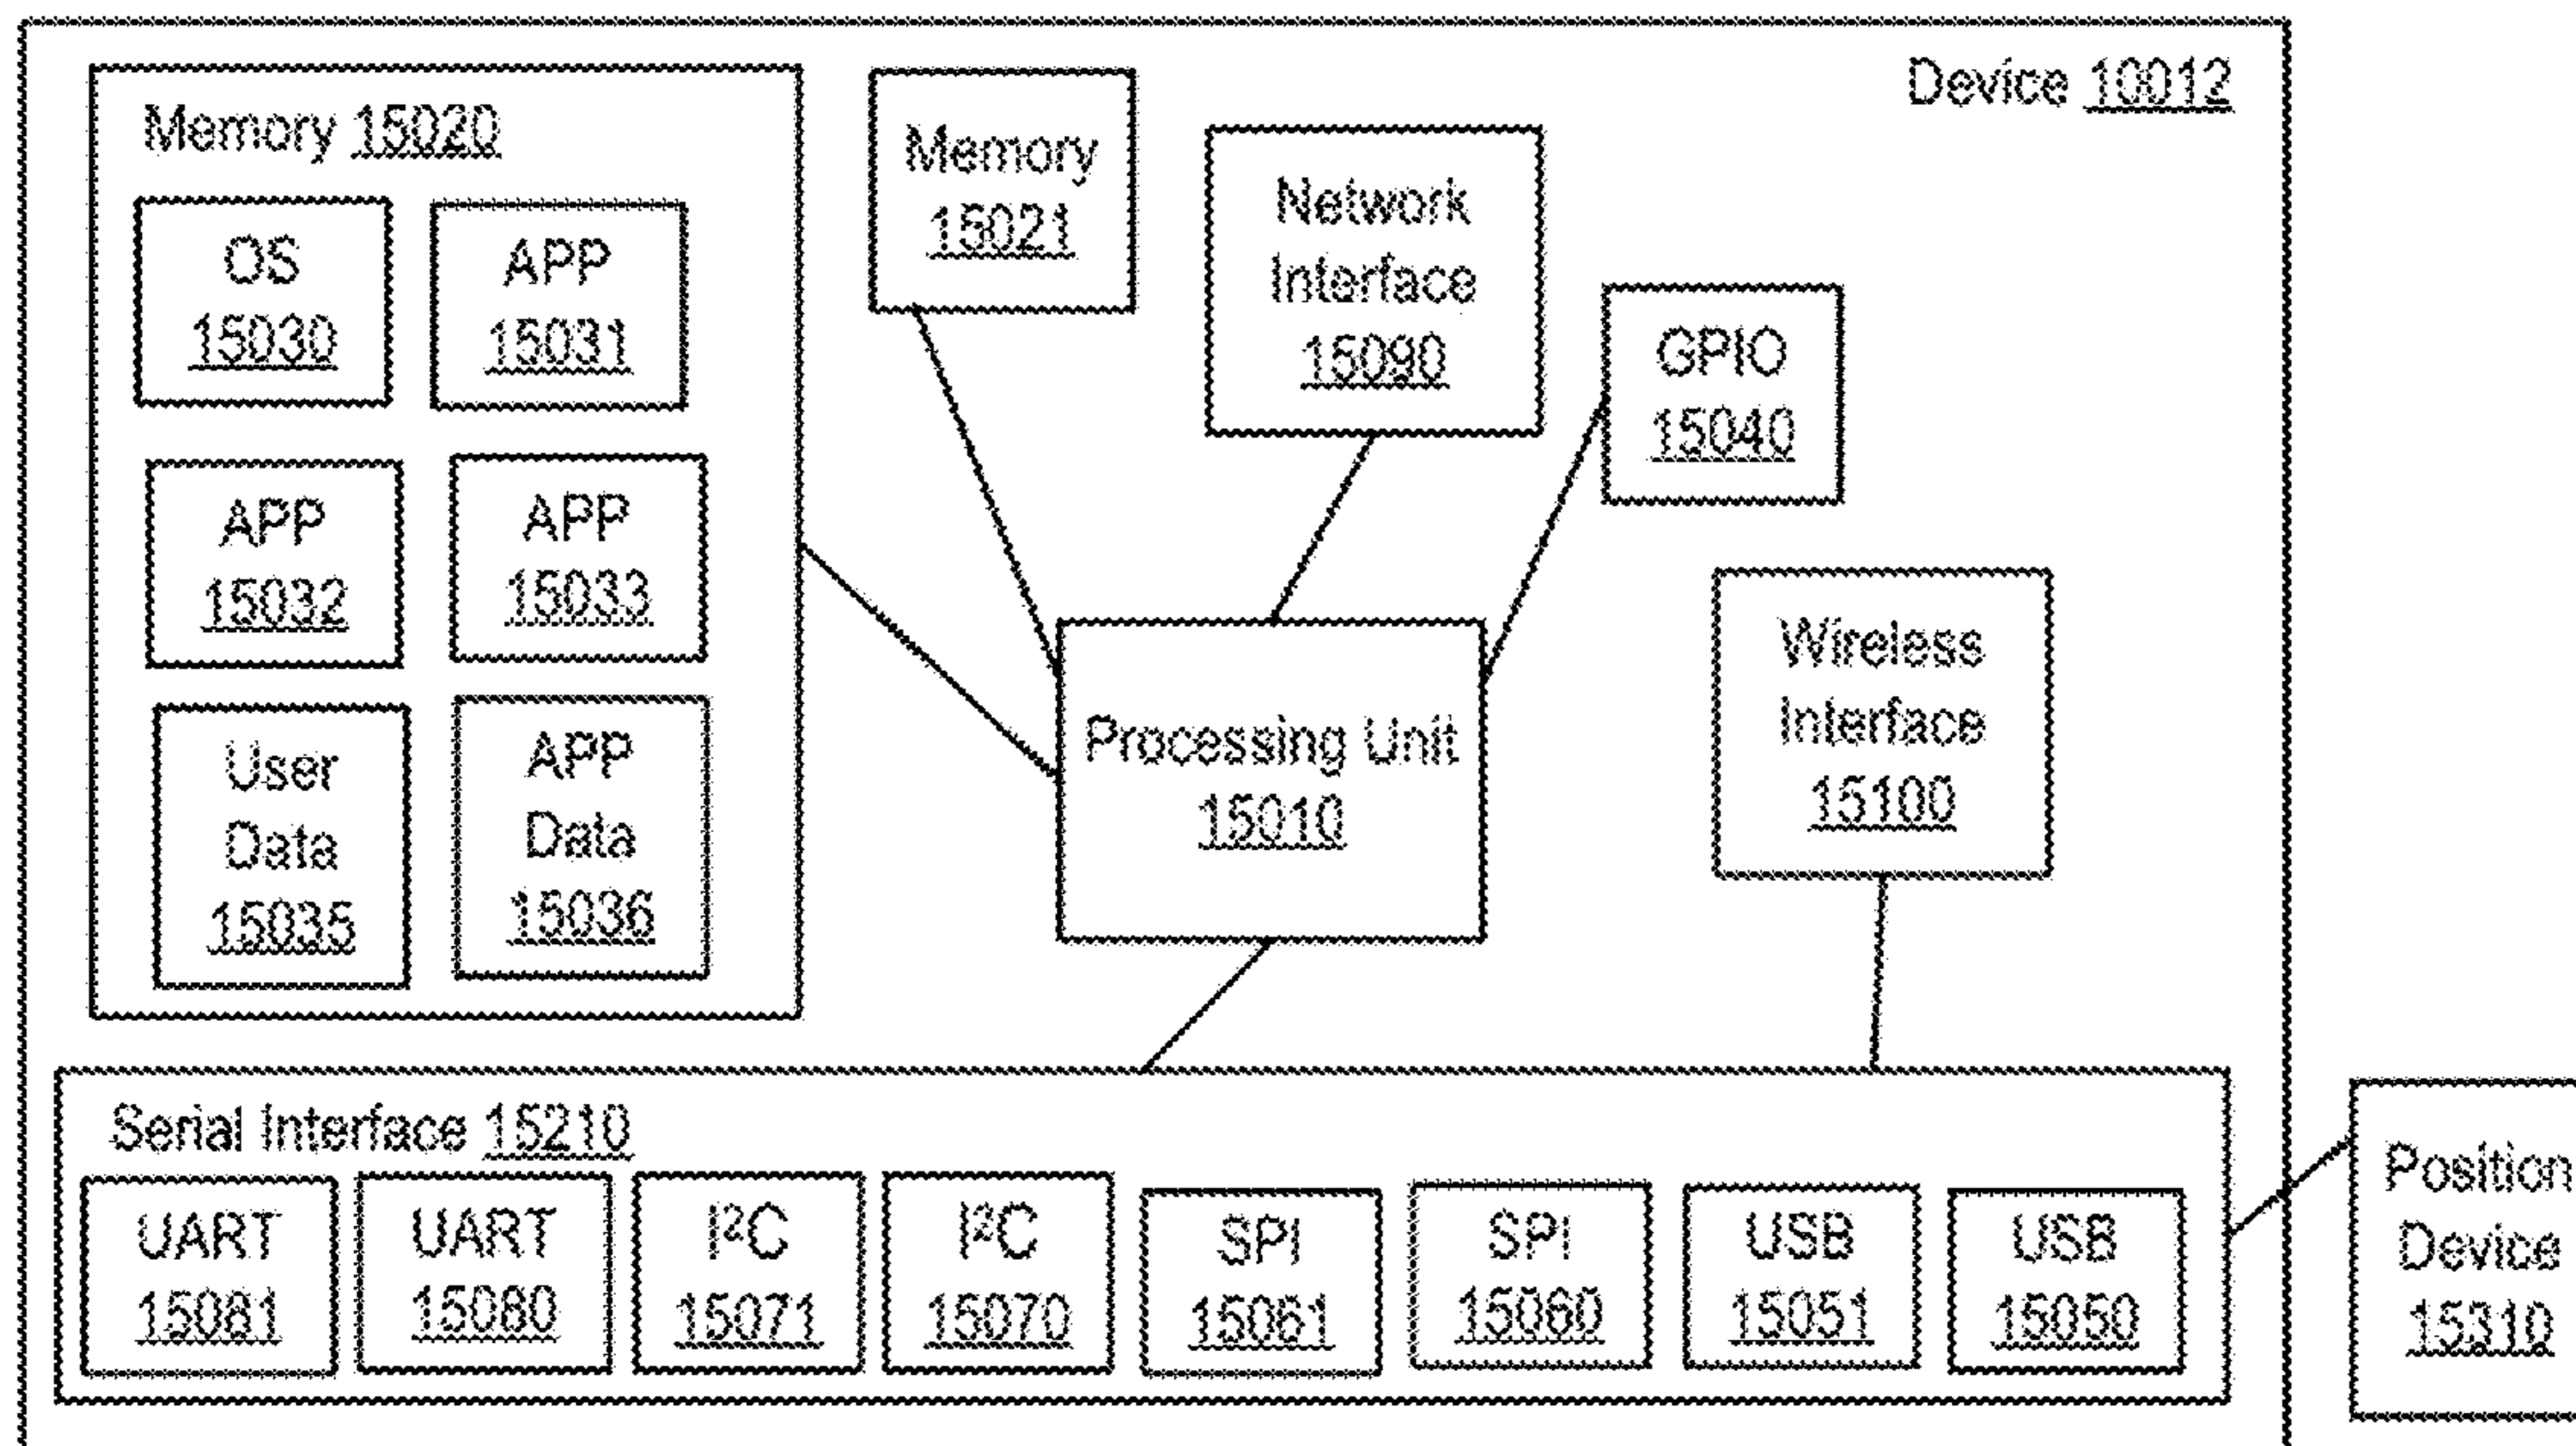 Device 10012
Memory 15020
OS
15030
APP
15031
APP
15032
APP
15033
User
Data
15035
APP
Data
15036
Memory
15021
Network
Interface
15090
GPIO
15040
Processing Unit
15010
Wireless
Interface
15100
Serial Interface 15210
UART
15081
UART
15080
I²C
15071
I²C
15070
SPI
15061
SPI
15060
USB
15051
USB
15050
Position
Device
15310